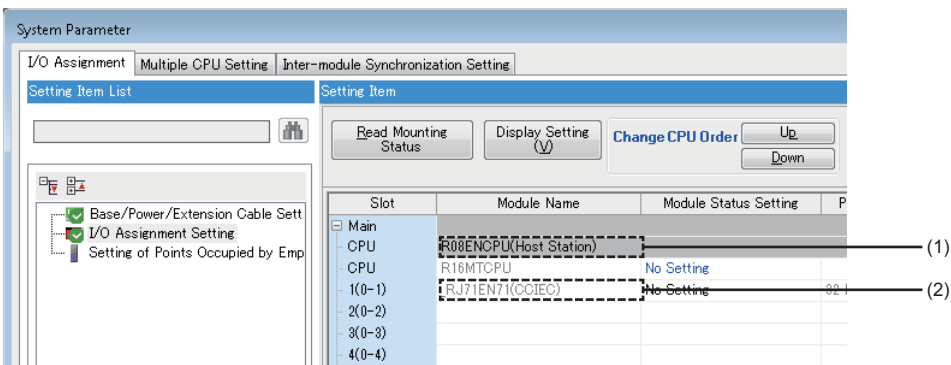 System Parameter
I/O Assignment Multiple CPU Setting Inter-module Synchronization Setting
Setting Item List
Setting Item
Read Mounting Status
Display Setting (V)
Change CPU Order
Up
Down
Base/Power/Extension Cable Sett
I/O Assignment Setting
Setting of Points Occupied by Emp
Slot Module Name Module Status Setting P
Main
CPU R08ENCPU(Host Station) (1)
CPU R16MTCPU No Setting
1(0-1) RJ71EN71(CCIEC) No Setting 32 (2)
2(0-2)
3(0-3)
4(0-4)